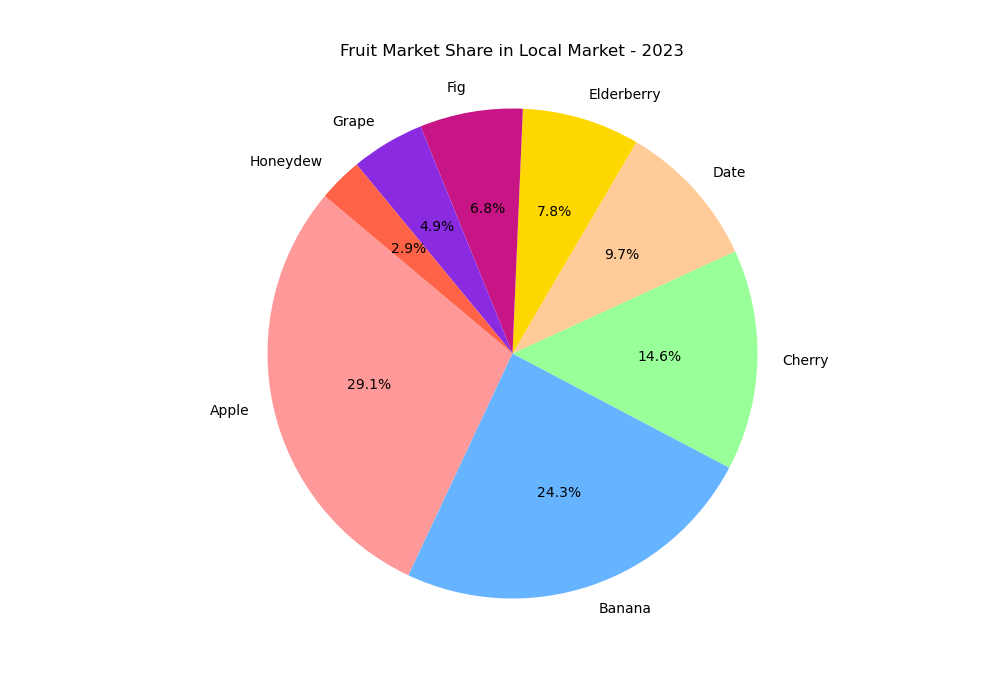 Fruit Market Share in Local Market - 2023
Fig
Elderberry
Grape
Honeydew
Date
6.8%
7.8%
4.9%
2.9%
9.7%
14.6%
Cherry
29.1%
Apple
24.3%
Banana